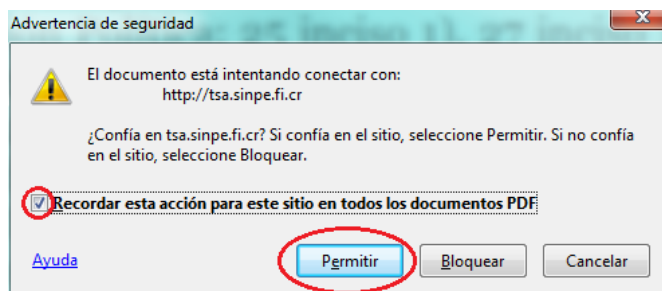 Advertencia de seguridad
El documento está intentando conectar con:
http://tsa.sinpe.fi.cr
¿Confía en tsa.sinpe.fi.cr? Si confía en el sitio, seleccione Permitir. Si no confía
en el sitio, seleccione Bloquear.
Recordar esta acción para este sitio en todos los documentos PDF
Ayuda Permitir Bloquear Cancelar